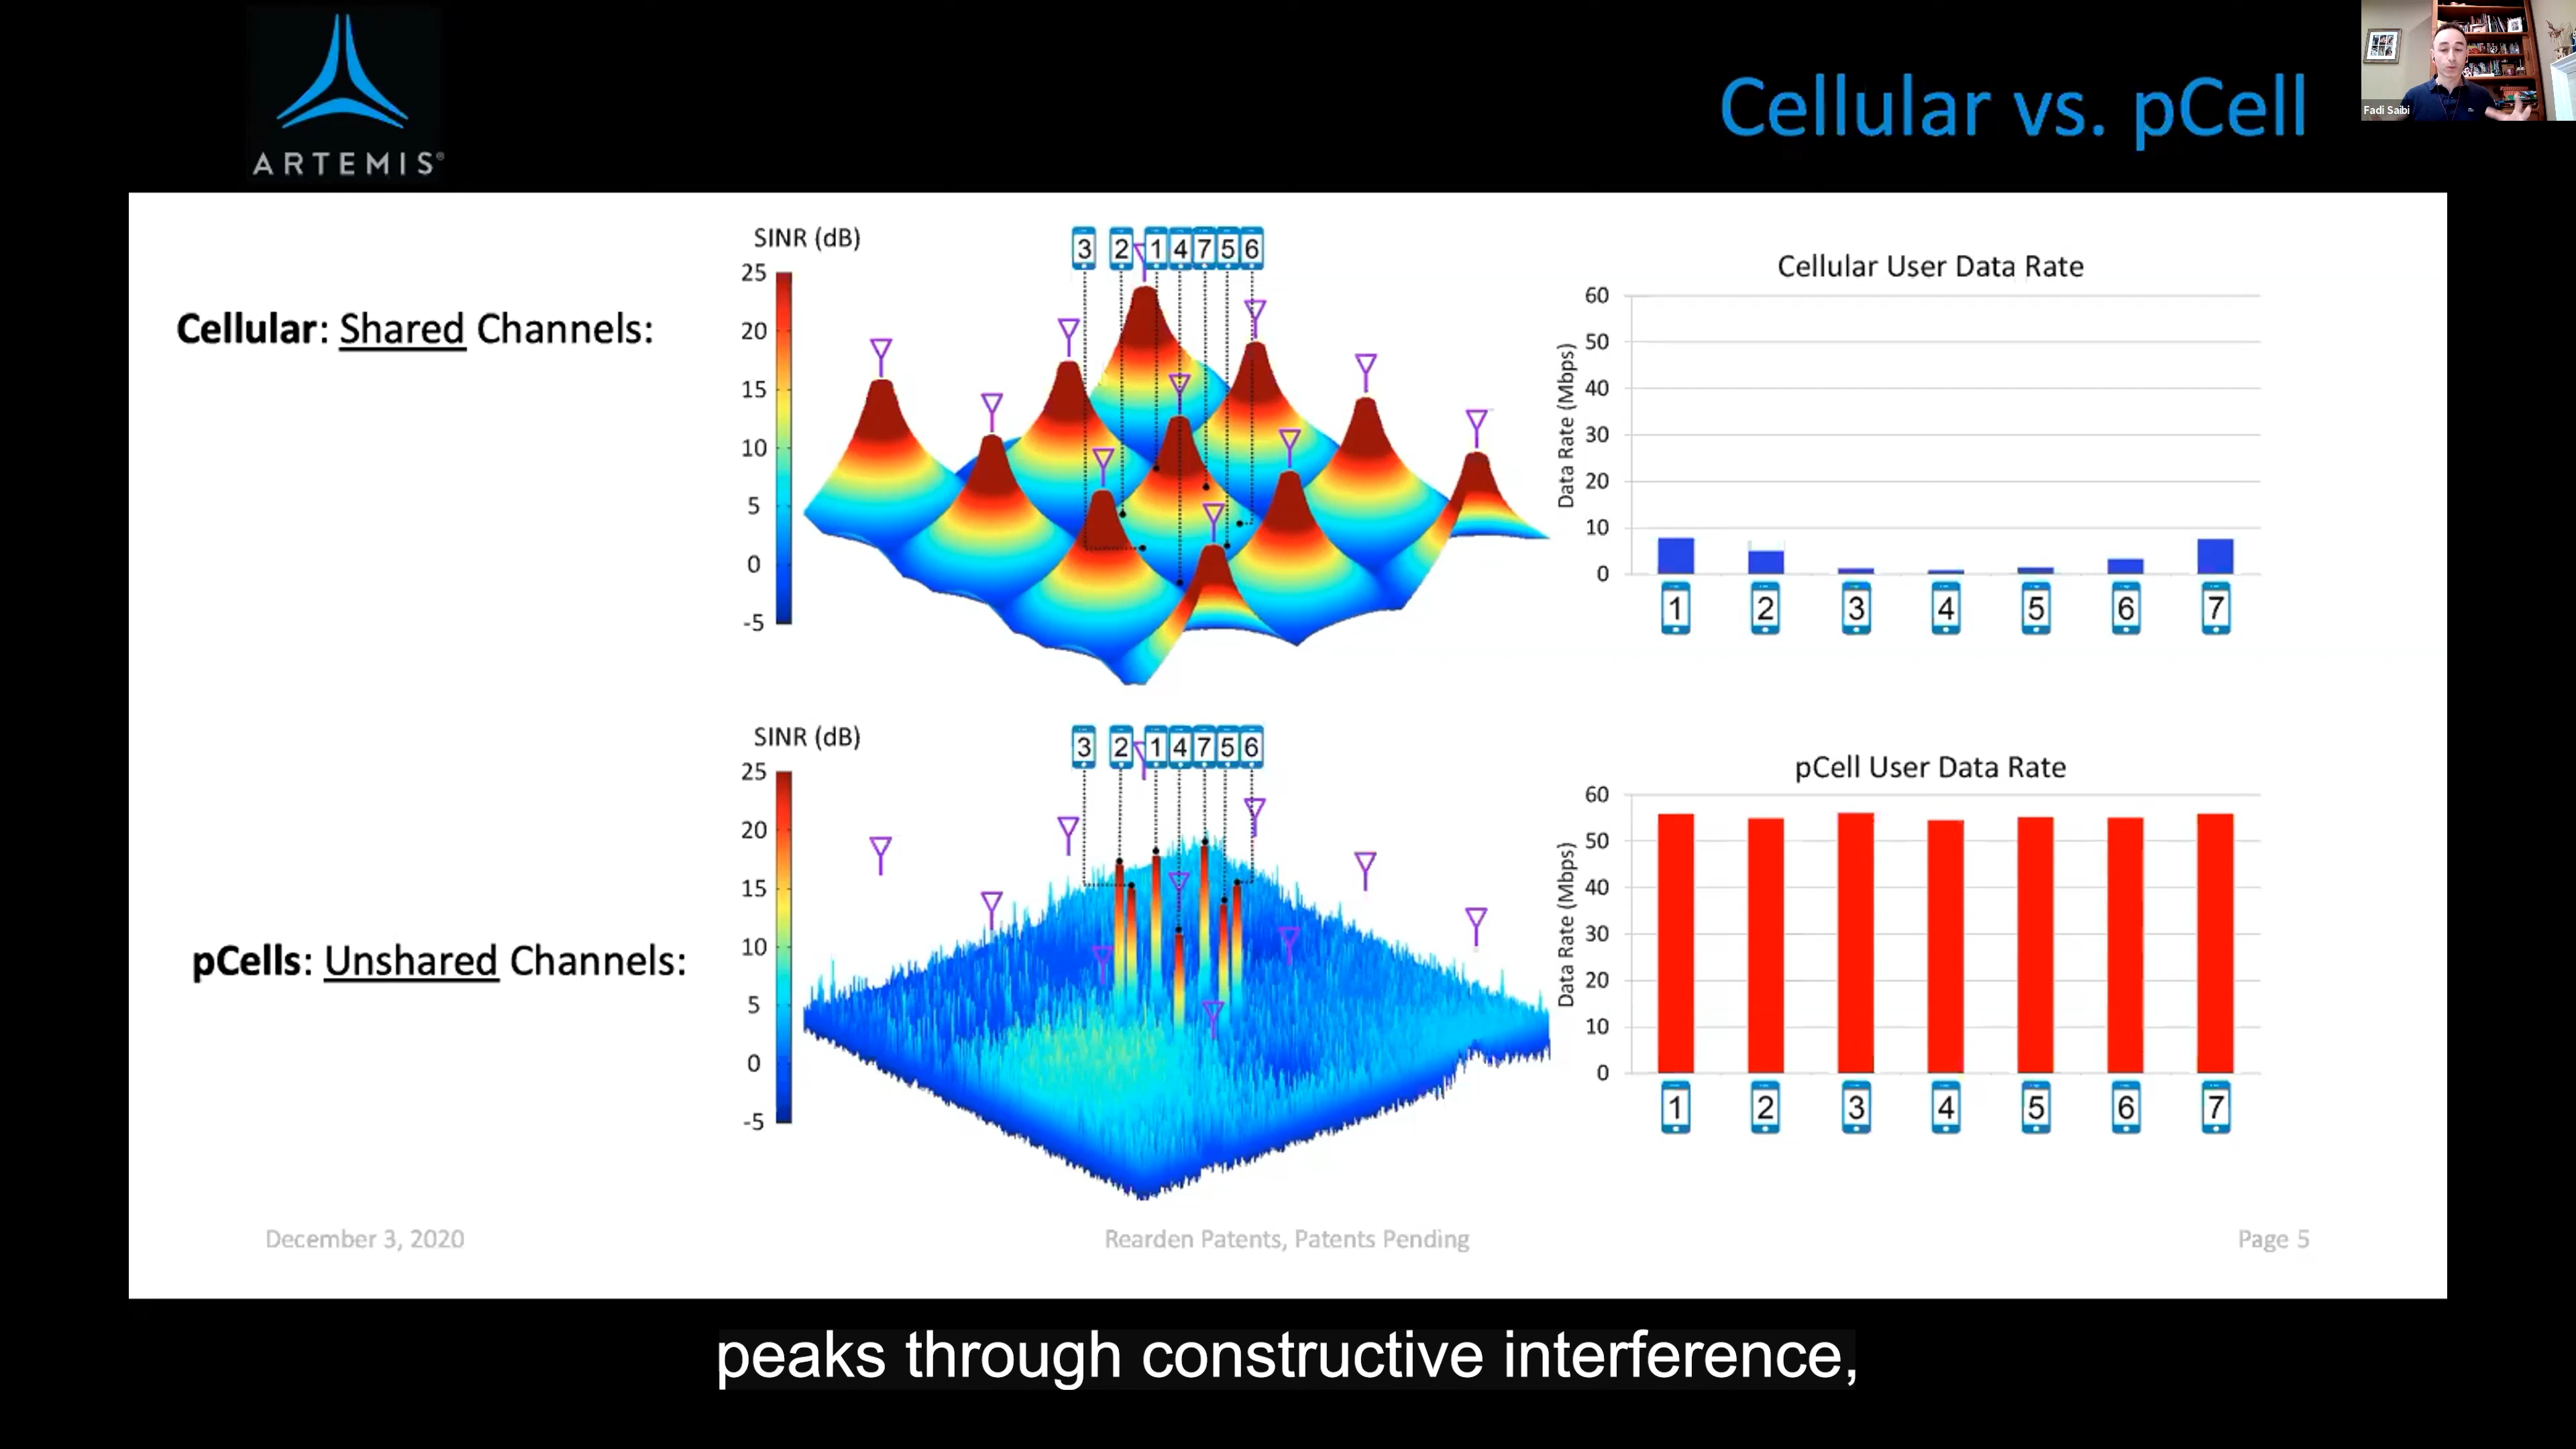 ARTEMIS®
Cellular vs. pCell
Fadi Saibi
Cellular: Shared Channels:
SINR (dB)
25
20
15
10
5
0
-5
3 2 1 4 7 5 6
Cellular User Data Rate
Data Rate (Mbps)
60
50
40
30
20
10
0
1 2 3 4 5 6 7
pCells: Unshared Channels:
SINR (dB)
25
20
15
10
5
0
-5
3 2 1 4 7 5 6
pCell User Data Rate
Data Rate (Mbps)
60
50
40
30
20
10
0
1 2 3 4 5 6 7
December 3, 2020
Rearden Patents, Patents Pending
Page 5
peaks through constructive interference,